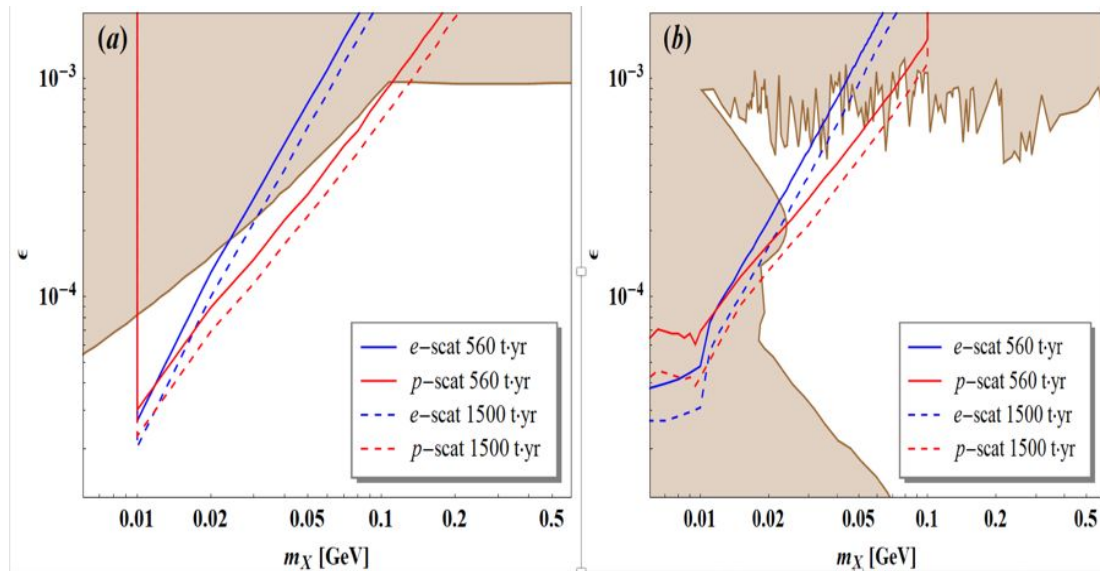 (a)
10⁻³
ϵ
10⁻⁴
e−scat 560 t·yr
p−scat 560 t·yr
e−scat 1500 t·yr
p−scat 1500 t·yr
0.01 0.02 0.05 0.1 0.2 0.5
m_X [GeV]
(b)
10⁻³
ϵ
10⁻⁴
e−scat 560 t·yr
p−scat 560 t·yr
e−scat 1500 t·yr
p−scat 1500 t·yr
0.01 0.02 0.05 0.1 0.2 0.5
m_X [GeV]